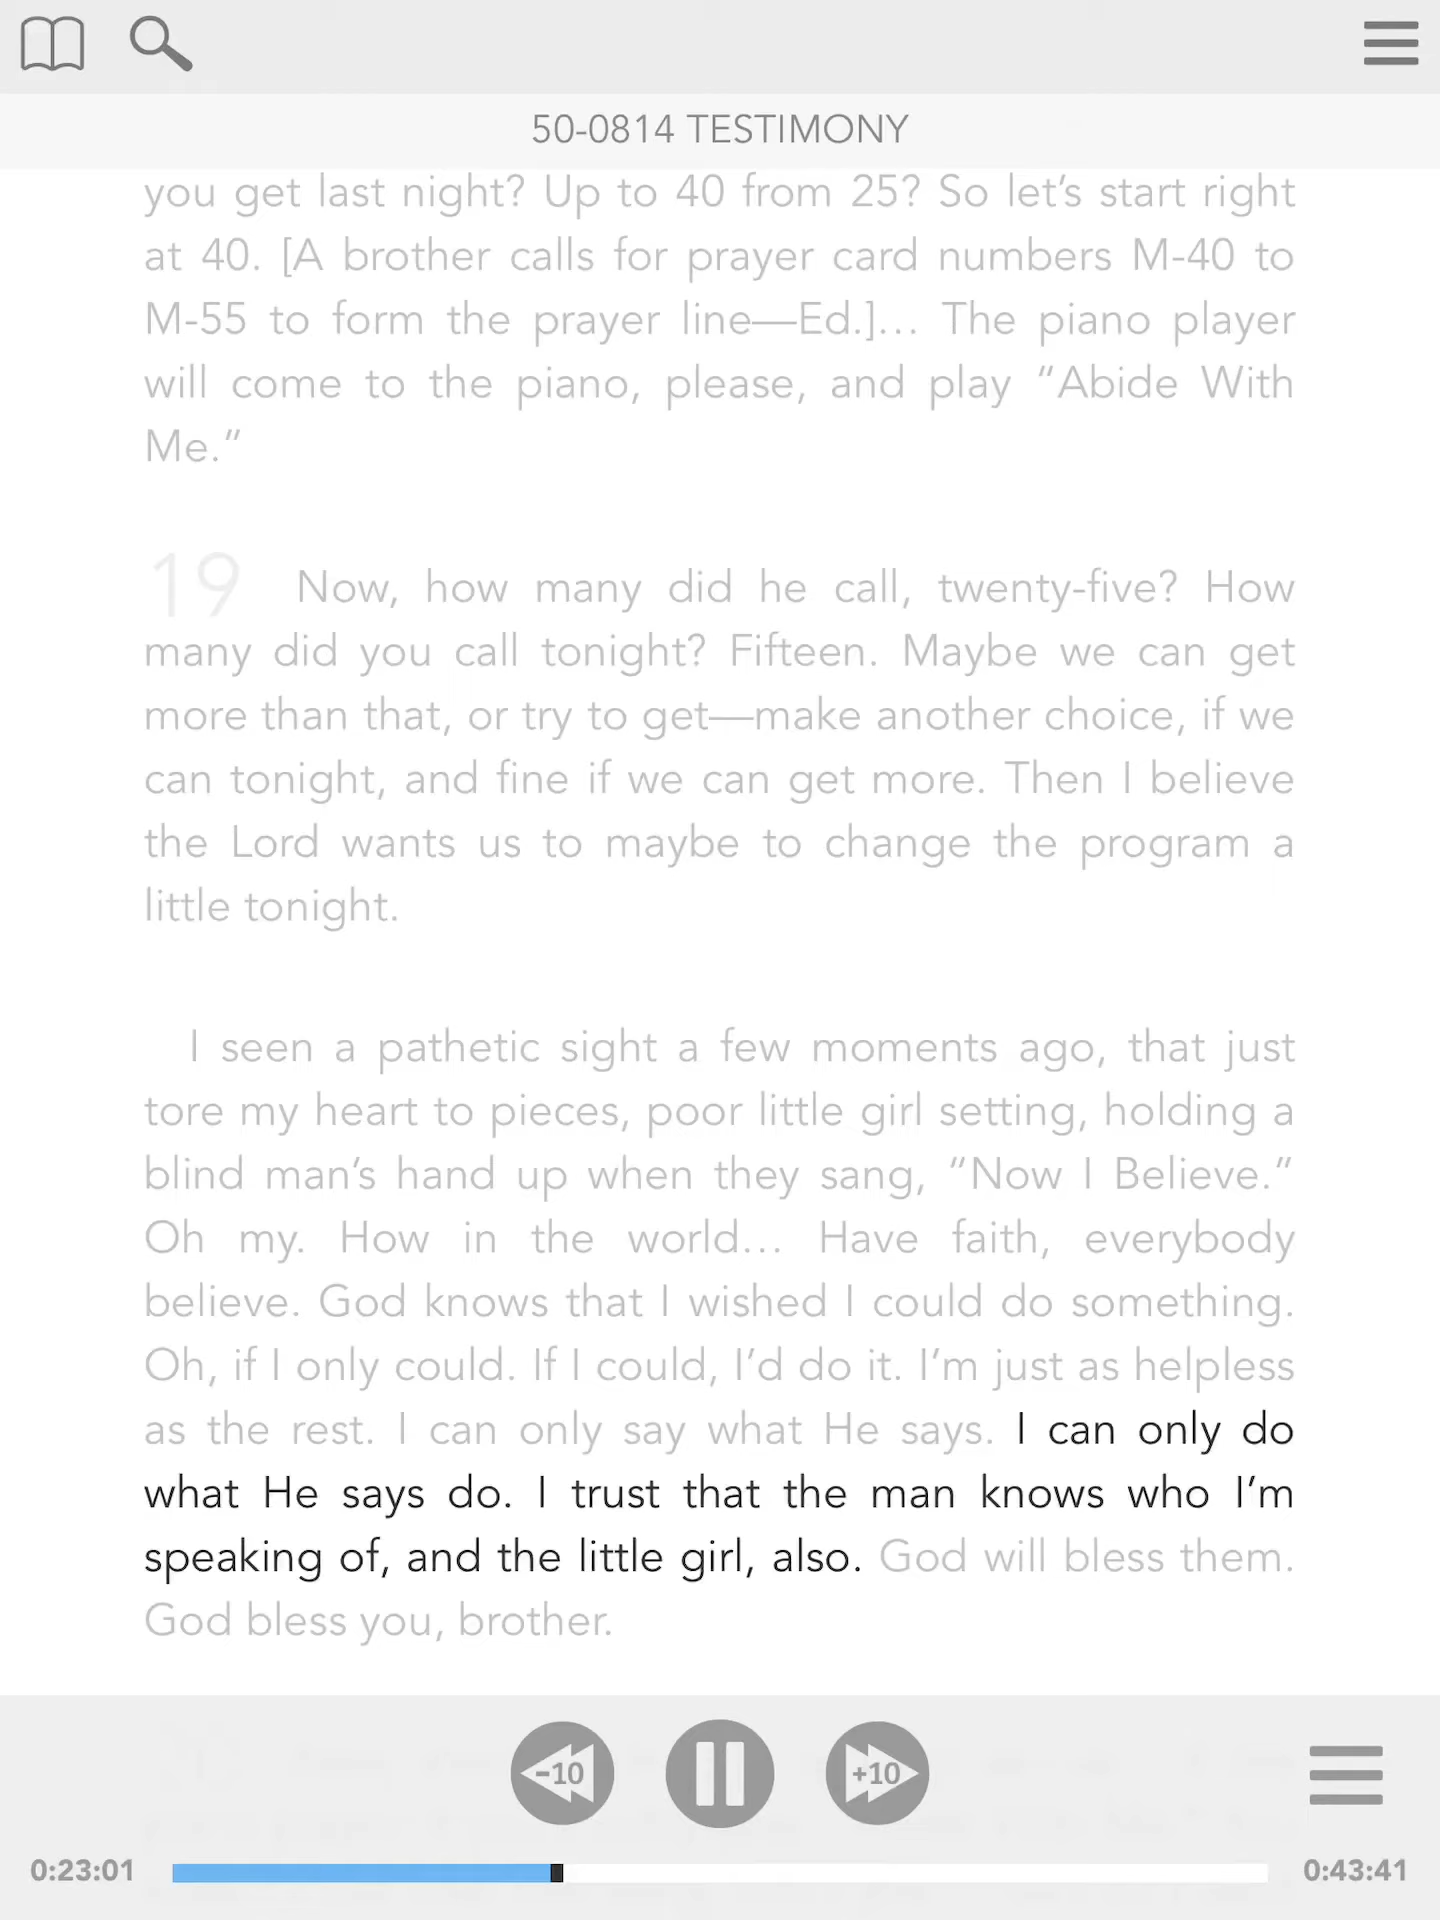 50-0814 TESTIMONY
you get last night? Up to 40 from 25? So let’s start right
at 40. [A brother calls for prayer card numbers M-40 to
M-55 to form the prayer line—Ed.]… The piano player
will come to the piano, please, and play “Abide With
Me.”
19 Now, how many did he call, twenty-five? How
many did you call tonight? Fifteen. Maybe we can get
more than that, or try to get—make another choice, if we
can tonight, and fine if we can get more. Then I believe
the Lord wants us to maybe to change the program a
little tonight.
I seen a pathetic sight a few moments ago, that just
tore my heart to pieces, poor little girl setting, holding a
blind man’s hand up when they sang, “Now I Believe.”
Oh my. How in the world… Have faith, everybody
believe. God knows that I wished I could do something.
Oh, if I only could. If I could, I’d do it. I’m just as helpless
as the rest. I can only say what He says. I can only do
what He says do. I trust that the man knows who I’m
speaking of, and the little girl, also. God will bless them.
God bless you, brother.
-10 +10
0:23:01 0:43:41